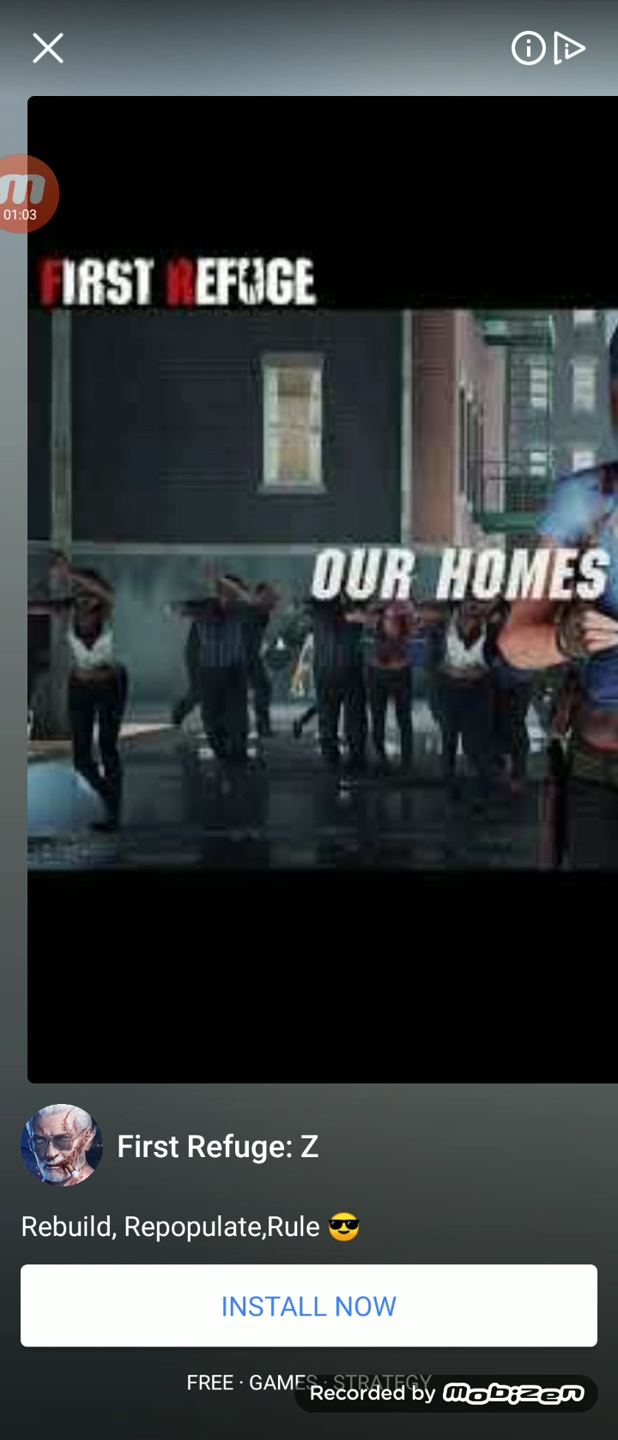 01:03
FIRST REFUGE
OUR HOMES
First Refuge: Z
Rebuild, Repopulate,Rule 😎
INSTALL NOW
FREE · GAMES · STRATEGY
Recorded by mobizen